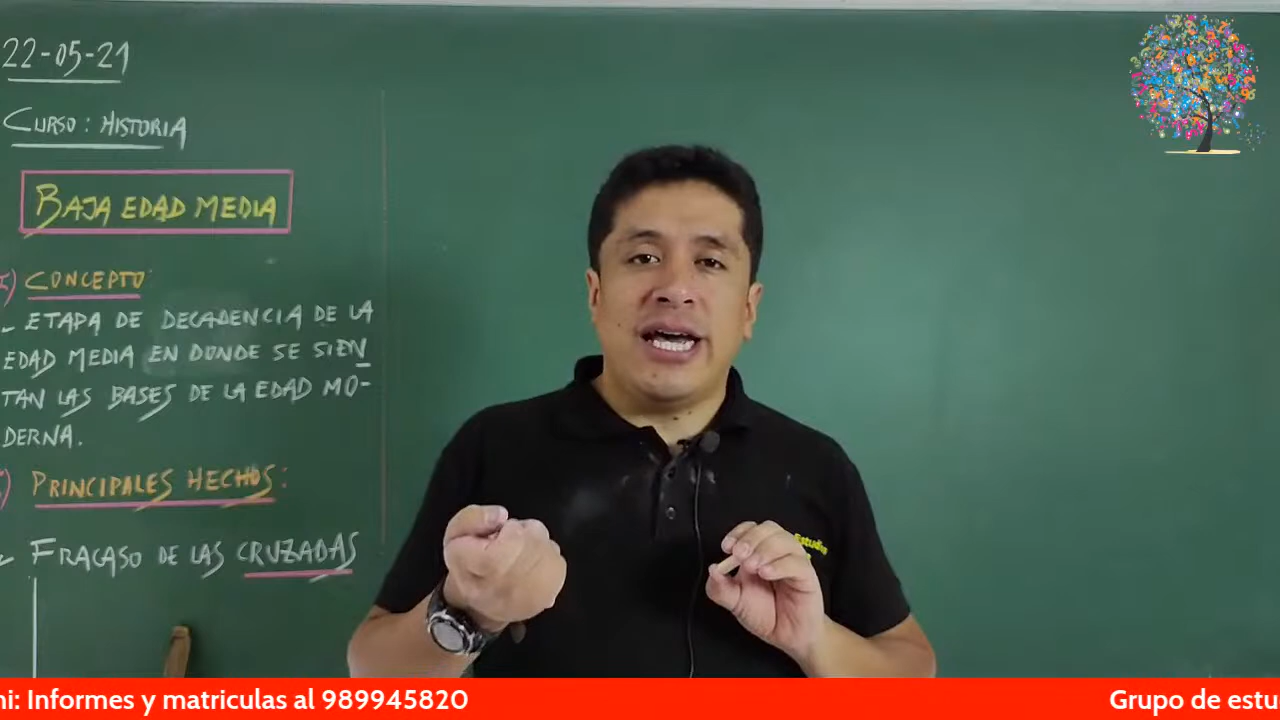 22-05-21
CURSO: HISTORIA
BAJA EDAD MEDIA
I) CONCEPTO:
- ETAPA DE DECADENCIA DE LA
EDAD MEDIA EN DONDE SE SIEN
TAN LAS BASES DE LA EDAD MO-
DERNA.
PRINCIPALES HECHOS:
- FRACASO DE LAS CRUZADAS
Estudios
ni: Informes y matriculas al 989945820
Grupo de estu